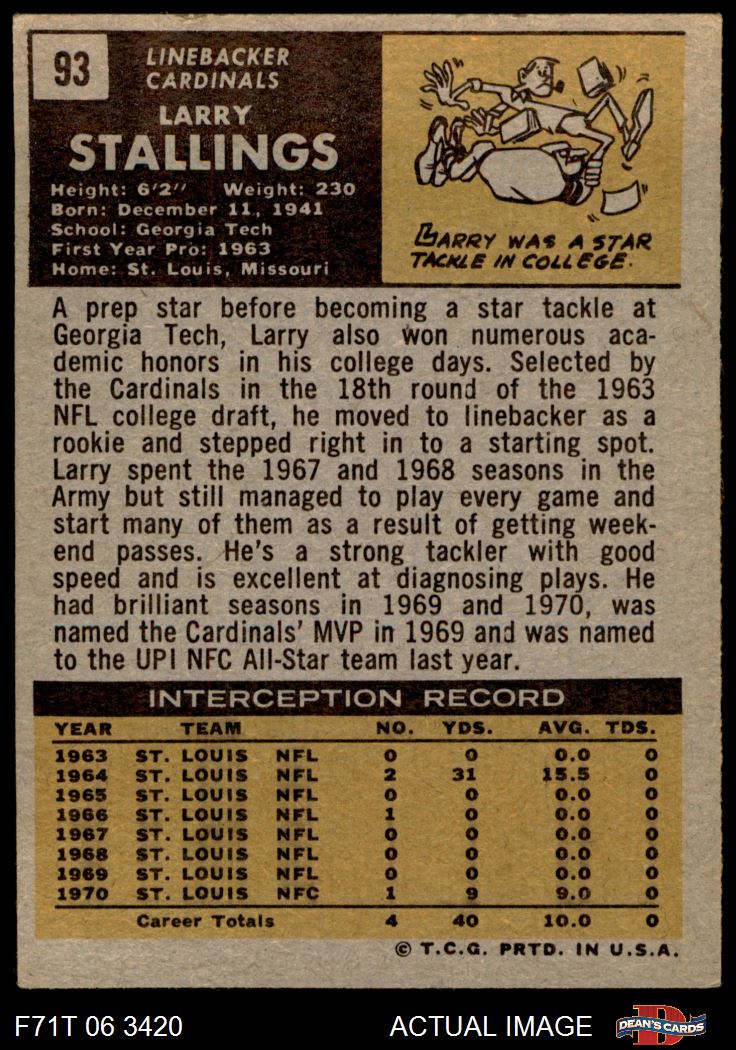 93
LINEBACKER
CARDINALS
LARRY
STALLINGS
Height: 6'2" Weight: 230
Born: December 11, 1941
School: Georgia Tech
First Year Pro: 1963
Home: St. Louis, Missouri
LARRY WAS A STAR
TACKLE IN COLLEGE.
A prep star before becoming a star tackle at
Georgia Tech, Larry also won numerous aca-
demic honors in his college days. Selected by
the Cardinals in the 18th round of the 1963
NFL college draft, he moved to linebacker as a
rookie and stepped right in to a starting spot.
Larry spent the 1967 and 1968 seasons in the
Army but still managed to play every game and
start many of them as a result of getting week-
end passes. He's a strong tackler with good
speed and is excellent at diagnosing plays. He
had brilliant seasons in 1969 and 1970, was
named the Cardinals' MVP in 1969 and was named
to the UPI NFC All-Star team last year.
INTERCEPTION RECORD
YEAR TEAM NO. YDS. AVG. TDS.
1963 ST. LOUIS NFL 0 0 0.0 0
1964 ST. LOUIS NFL 2 31 15.5 0
1965 ST. LOUIS NFL 0 0 0.0 0
1966 ST. LOUIS NFL 1 0 0.0 0
1967 ST. LOUIS NFL 0 0 0.0 0
1968 ST. LOUIS NFL 0 0 0.0 0
1969 ST. LOUIS NFL 0 0 0.0 0
1970 ST. LOUIS NFC 1 9 9.0 0
Career Totals 4 40 10.0 0
© T.C.G. PRTD. IN U.S.A.
F71T 06 3420 ACTUAL IMAGE D DEAN'S CARDS